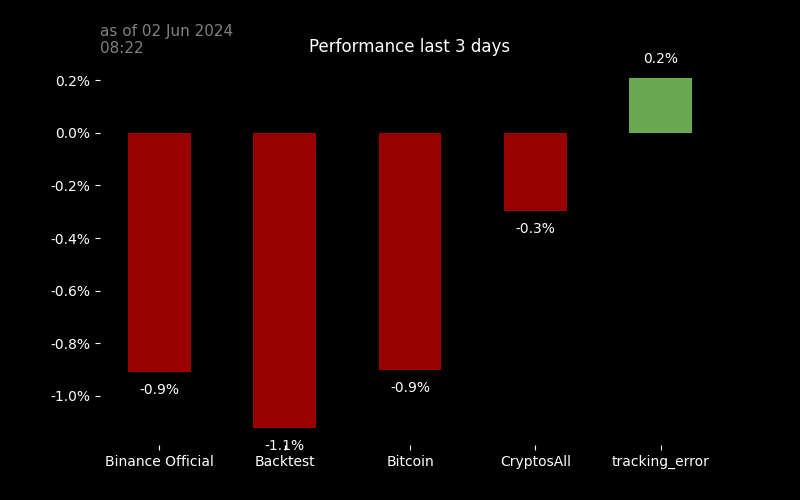 as of 02 Jun 2024
08:22
Performance last 3 days
0.2%
0.2%
0.0%
-0.2%
-0.4%
-0.6%
-0.8%
-1.0%
-0.9%
-1.1%
-0.9%
-0.3%
Binance Official
Backtest
Bitcoin
CryptosAll
tracking_error